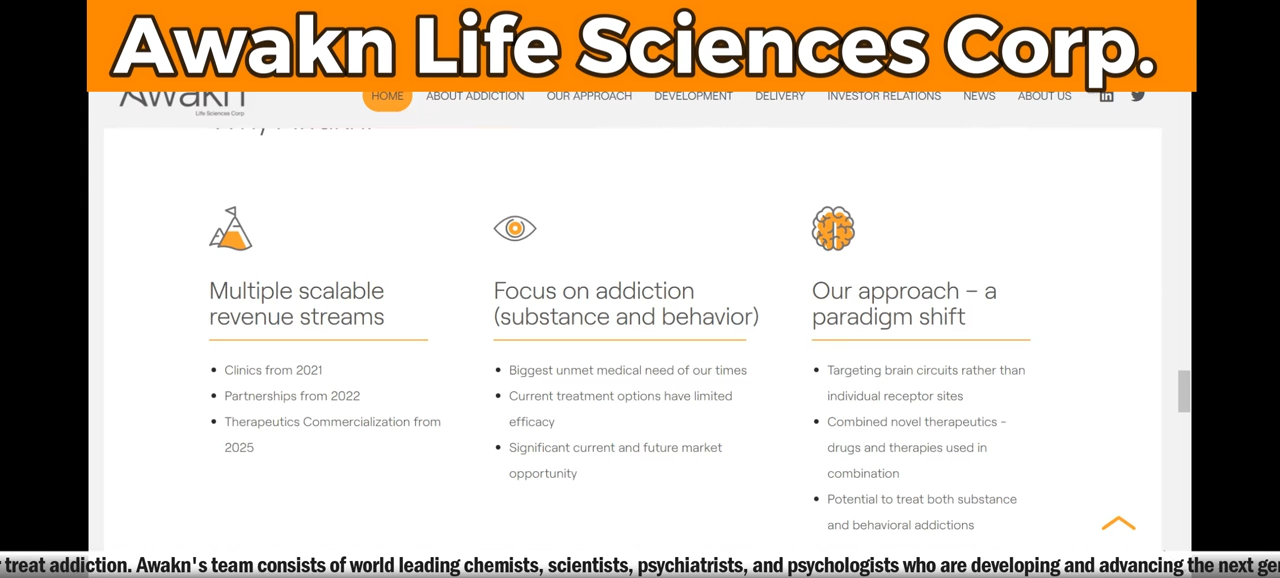 Awakn Life Sciences Corp.
Awakn
Life Sciences Corp
HOME ABOUT ADDICTION OUR APPROACH DEVELOPMENT DELIVERY INVESTOR RELATIONS NEWS ABOUT US
Multiple scalable
revenue streams
• Clinics from 2021
• Partnerships from 2022
• Therapeutics Commercialization from
2025
Focus on addiction
(substance and behavior)
• Biggest unmet medical need of our times
• Current treatment options have limited
efficacy
• Significant current and future market
opportunity
Our approach – a
paradigm shift
• Targeting brain circuits rather than
individual receptor sites
• Combined novel therapeutics –
drugs and therapies used in
combination
• Potential to treat both substance
and behavioral addictions
treat addiction. Awakn's team consists of world leading chemists, scientists, psychiatrists, and psychologists who are developing and advancing the next